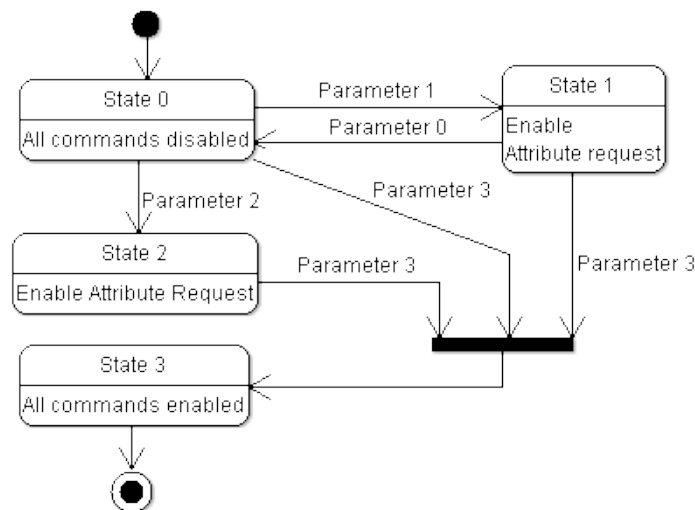 State 0
All commands disabled
Parameter 1
Parameter 0
State 1
Enable
Attribute request
Parameter 2
Parameter 3
State 2
Enable Attribute Request
Parameter 3
Parameter 3
State 3
All commands enabled